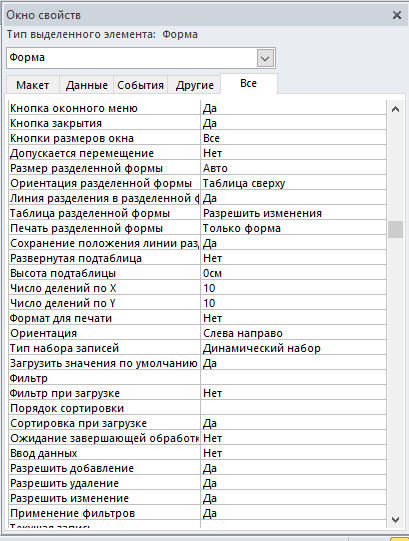 Окно свойств
Тип выделенного элемента: Форма
Форма
Макет Данные События Другие Все
Кнопка оконного меню Да
Кнопка закрытия Да
Кнопки размеров окна Все
Допускается перемещение Нет
Размер разделенной формы Авто
Ориентация разделенной формы Таблица сверху
Линия разделения в разделенной ф Да
Таблица разделенной формы Разрешить изменения
Печать разделенной формы Только форма
Сохранение положения линии разд Да
Развернутая подтаблица Нет
Высота подтаблицы 0см
Число делений по X 10
Число делений по Y 10
Формат для печати Нет
Ориентация Слева направо
Тип набора записей Динамический набор
Загрузить значения по умолчанию Да
Фильтр
Фильтр при загрузке Нет
Порядок сортировки
Сортировка при загрузке Да
Ожидание завершающей обработк Нет
Ввод данных Нет
Разрешить добавление Да
Разрешить удаление Да
Разрешить изменение Да
Применение фильтров Да
Текущая запись